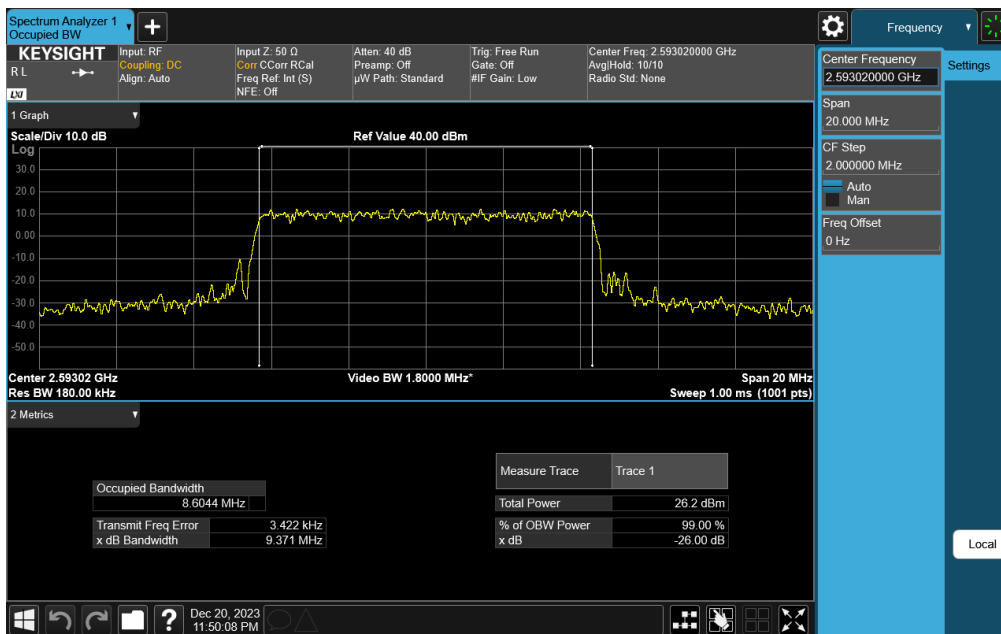 Spectrum Analyzer 1
Occupied BW
Frequency
KEYSIGHT
R L
LXI
Input: RF
Coupling: DC
Align: Auto
Input Z: 50 Ω
Corr CCorr RCal
Freq Ref: Int (S)
NFE: Off
Atten: 40 dB
Preamp: Off
µW Path: Standard
Trig: Free Run
Gate: Off
#IF Gain: Low
Center Freq: 2.593020000 GHz
Avg|Hold: 10/10
Radio Std: None
Center Frequency
2.593020000 GHz
Settings
Span
20.000 MHz
CF Step
2.000000 MHz
Auto
Man
Freq Offset
0 Hz
Local
1 Graph
Scale/Div 10.0 dB
Ref Value 40.00 dBm
Log
30.0
20.0
10.0
0.00
-10.0
-20.0
-30.0
-40.0
-50.0
Center 2.59302 GHz
Video BW 1.8000 MHz*
Span 20 MHz
Res BW 180.00 kHz
Sweep 1.00 ms (1001 pts)
2 Metrics
Measure Trace Trace 1
Occupied Bandwidth
8.6044 MHz
Total Power 26.2 dBm
Transmit Freq Error 3.422 kHz
% of OBW Power 99.00 %
x dB Bandwidth 9.371 MHz
x dB -26.00 dB
?
Dec 20, 2023
11:50:08 PM